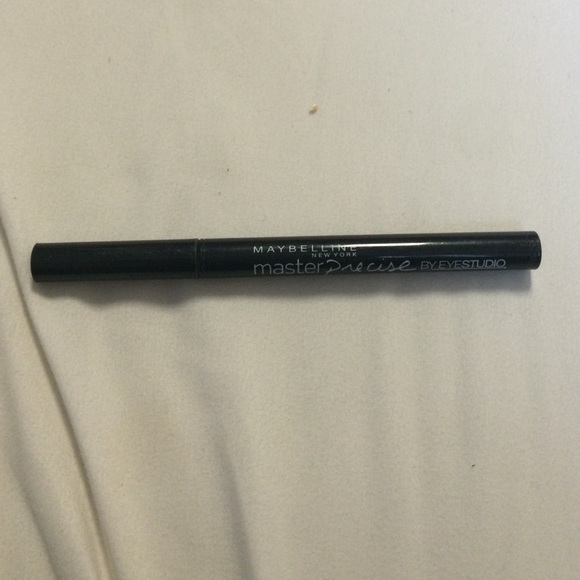 MAYBELLINE
NEW YORK
master precise BY EYESTUDIO